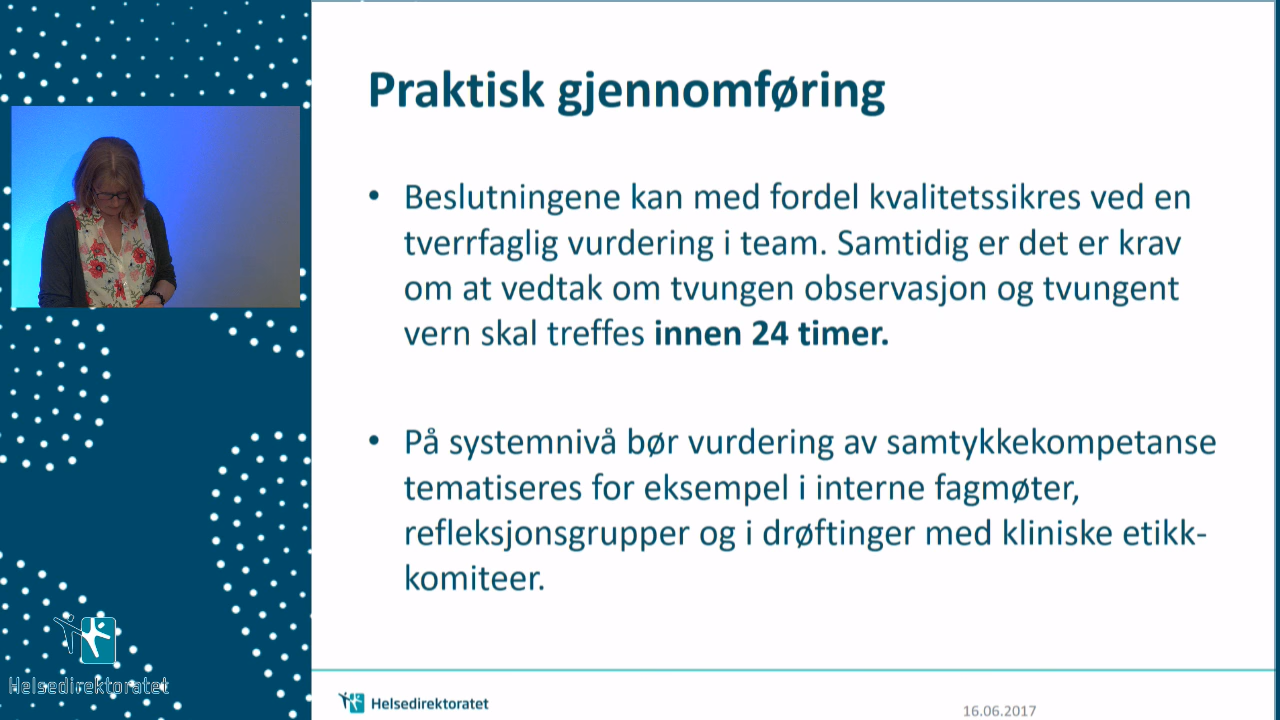 Praktisk gjennomføring
• Beslutningene kan med fordel kvalitetssikres ved en
tverrfaglig vurdering i team. Samtidig er det er krav
om at vedtak om tvungen observasjon og tvungent
vern skal treffes innen 24 timer.
• På systemnivå bør vurdering av samtykkekompetanse
tematiseres for eksempel i interne fagmøter,
refleksjonsgrupper og i drøftinger med kliniske etikk-
komiteer.
Helsedirektoratet
Helsedirektoratet
16.06.2017